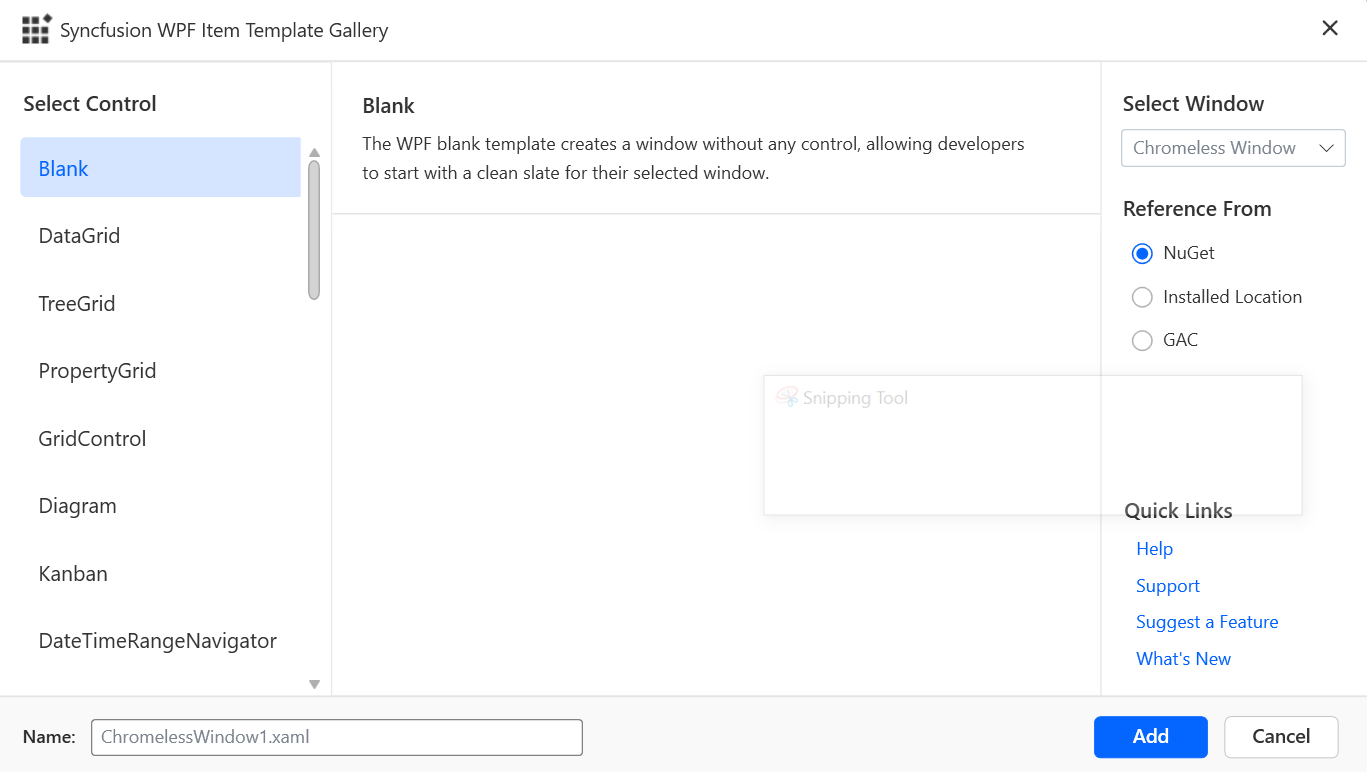 Syncfusion WPF Item Template Gallery
Select Control
Blank
DataGrid
TreeGrid
PropertyGrid
GridControl
Diagram
Kanban
DateTimeRangeNavigator
Blank
The WPF blank template creates a window without any control, allowing developers
to start with a clean slate for their selected window.
Select Window
Chromeless Window
Reference From
NuGet
Installed Location
GAC
Snipping Tool
Quick Links
Help
Support
Suggest a Feature
What's New
Name: ChromelessWindow1.xaml
Add Cancel